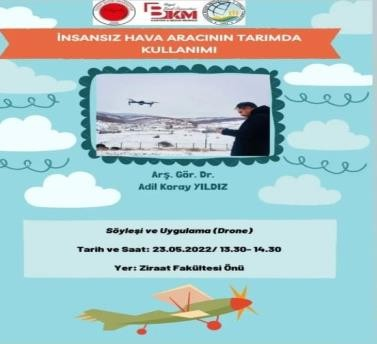 BKM
İNSANSIZ HAVA ARACININ TARIMDA
KULLANIMI
Arş. Gör. Dr.
Adil Koray YILDIZ
Söyleşi ve Uygulama (Drone)
Tarih ve Saat: 23.05.2022/ 13.30- 14.30
Yer: Ziraat Fakültesi Önü